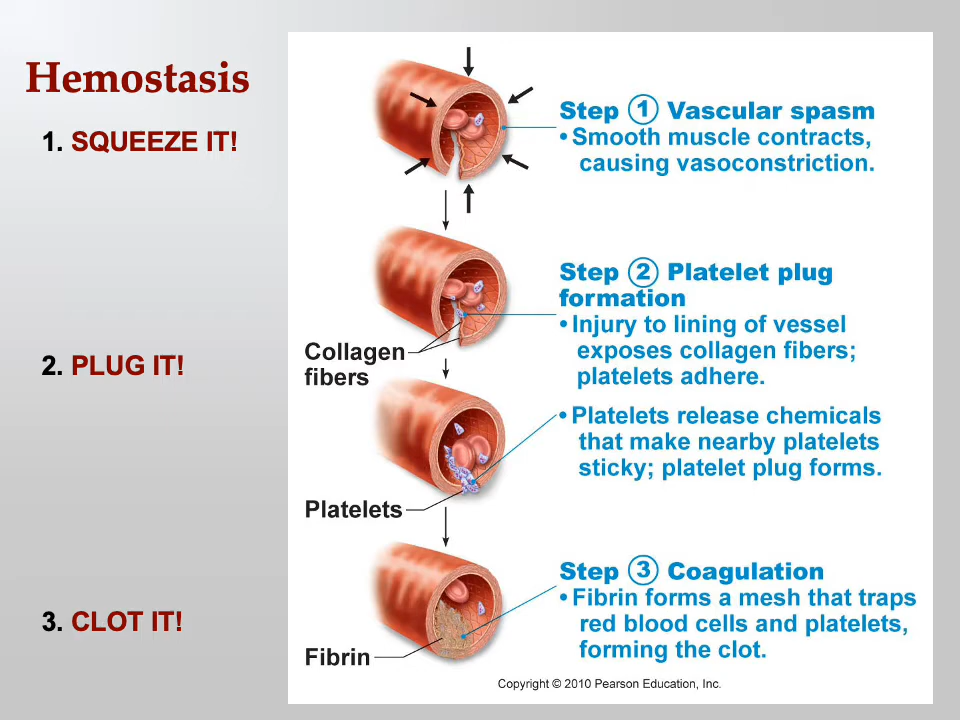 Hemostasis
1. SQUEEZE IT!
2. PLUG IT!
3. CLOT IT!
Step 1 Vascular spasm
• Smooth muscle contracts,
causing vasoconstriction.
Step 2 Platelet plug
formation
• Injury to lining of vessel
exposes collagen fibers;
platelets adhere.
Collagen
fibers
• Platelets release chemicals
that make nearby platelets
sticky; platelet plug forms.
Platelets
Step 3 Coagulation
• Fibrin forms a mesh that traps
red blood cells and platelets,
forming the clot.
Fibrin
Copyright © 2010 Pearson Education, Inc.